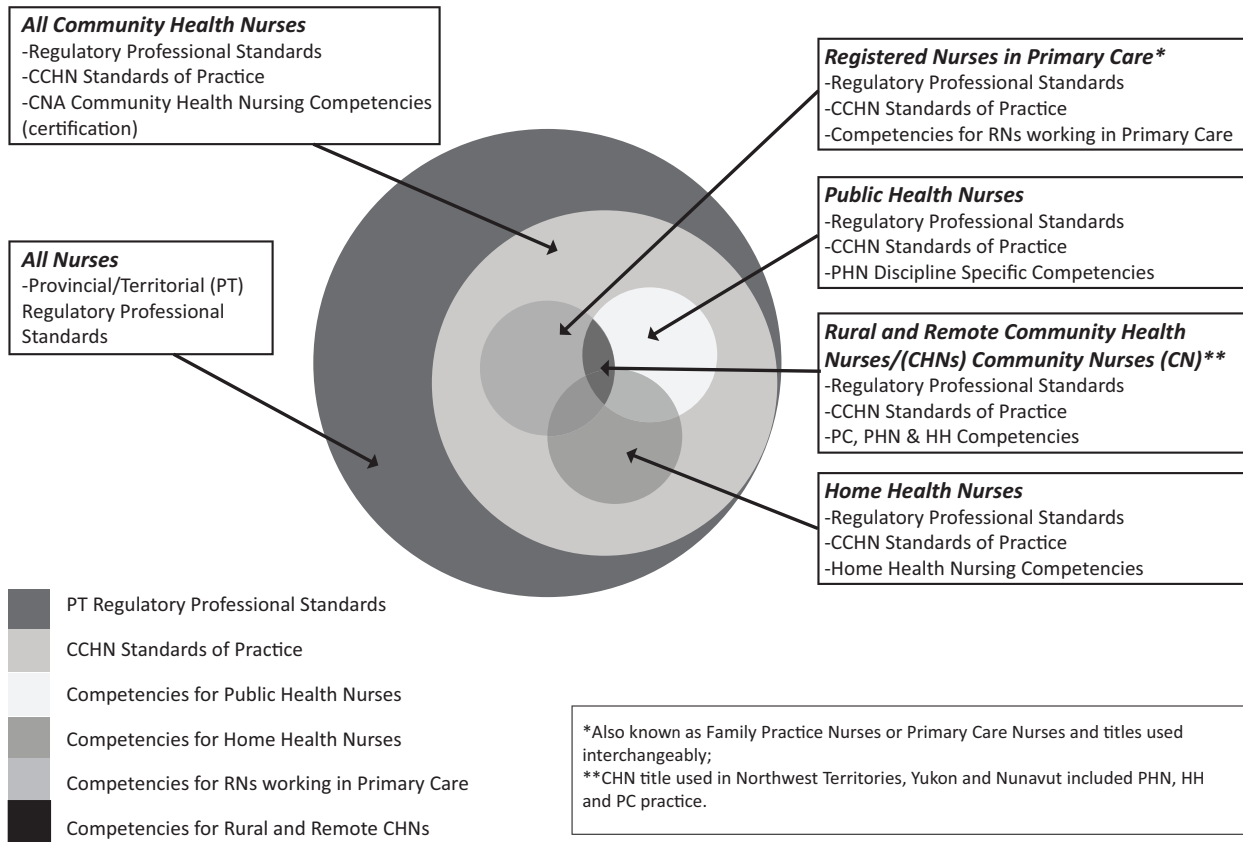 All Community Health Nurses
-Regulatory Professional Standards
-CCHN Standards of Practice
-CNA Community Health Nursing Competencies
(certification)
All Nurses
-Provincial/Territorial (PT)
Regulatory Professional
Standards
Registered Nurses in Primary Care*
-Regulatory Professional Standards
-CCHN Standards of Practice
-Competencies for RNs working in Primary Care
Public Health Nurses
-Regulatory Professional Standards
-CCHN Standards of Practice
-PHN Discipline Specific Competencies
Rural and Remote Community Health
Nurses/(CHNs) Community Nurses (CN)**
-Regulatory Professional Standards
-CCHN Standards of Practice
-PC, PHN & HH Competencies
Home Health Nurses
-Regulatory Professional Standards
-CCHN Standards of Practice
-Home Health Nursing Competencies
PT Regulatory Professional Standards
CCHN Standards of Practice
Competencies for Public Health Nurses
Competencies for Home Health Nurses
Competencies for RNs working in Primary Care
Competencies for Rural and Remote CHNs
*Also known as Family Practice Nurses or Primary Care Nurses and titles used
interchangeably;
**CHN title used in Northwest Territories, Yukon and Nunavut included PHN, HH
and PC practice.